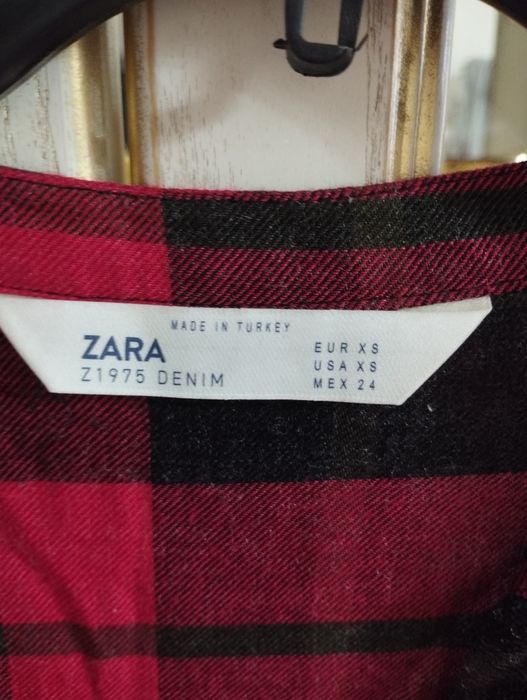 MADE IN TURKEY
ZARA
Z1975 DENIM
EUR XS
USA XS
MEX 24